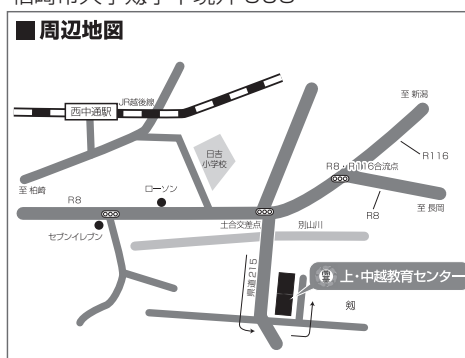 ■周辺地図
JR越後線
西中通駅
至 新潟
日吉
小学校
R116
R8・R116合流点
至 柏崎
ローソン
R8
R8
至 長岡
土合交差点
別山川
セブンイレブン
県道215
上・中越教育センター
剱